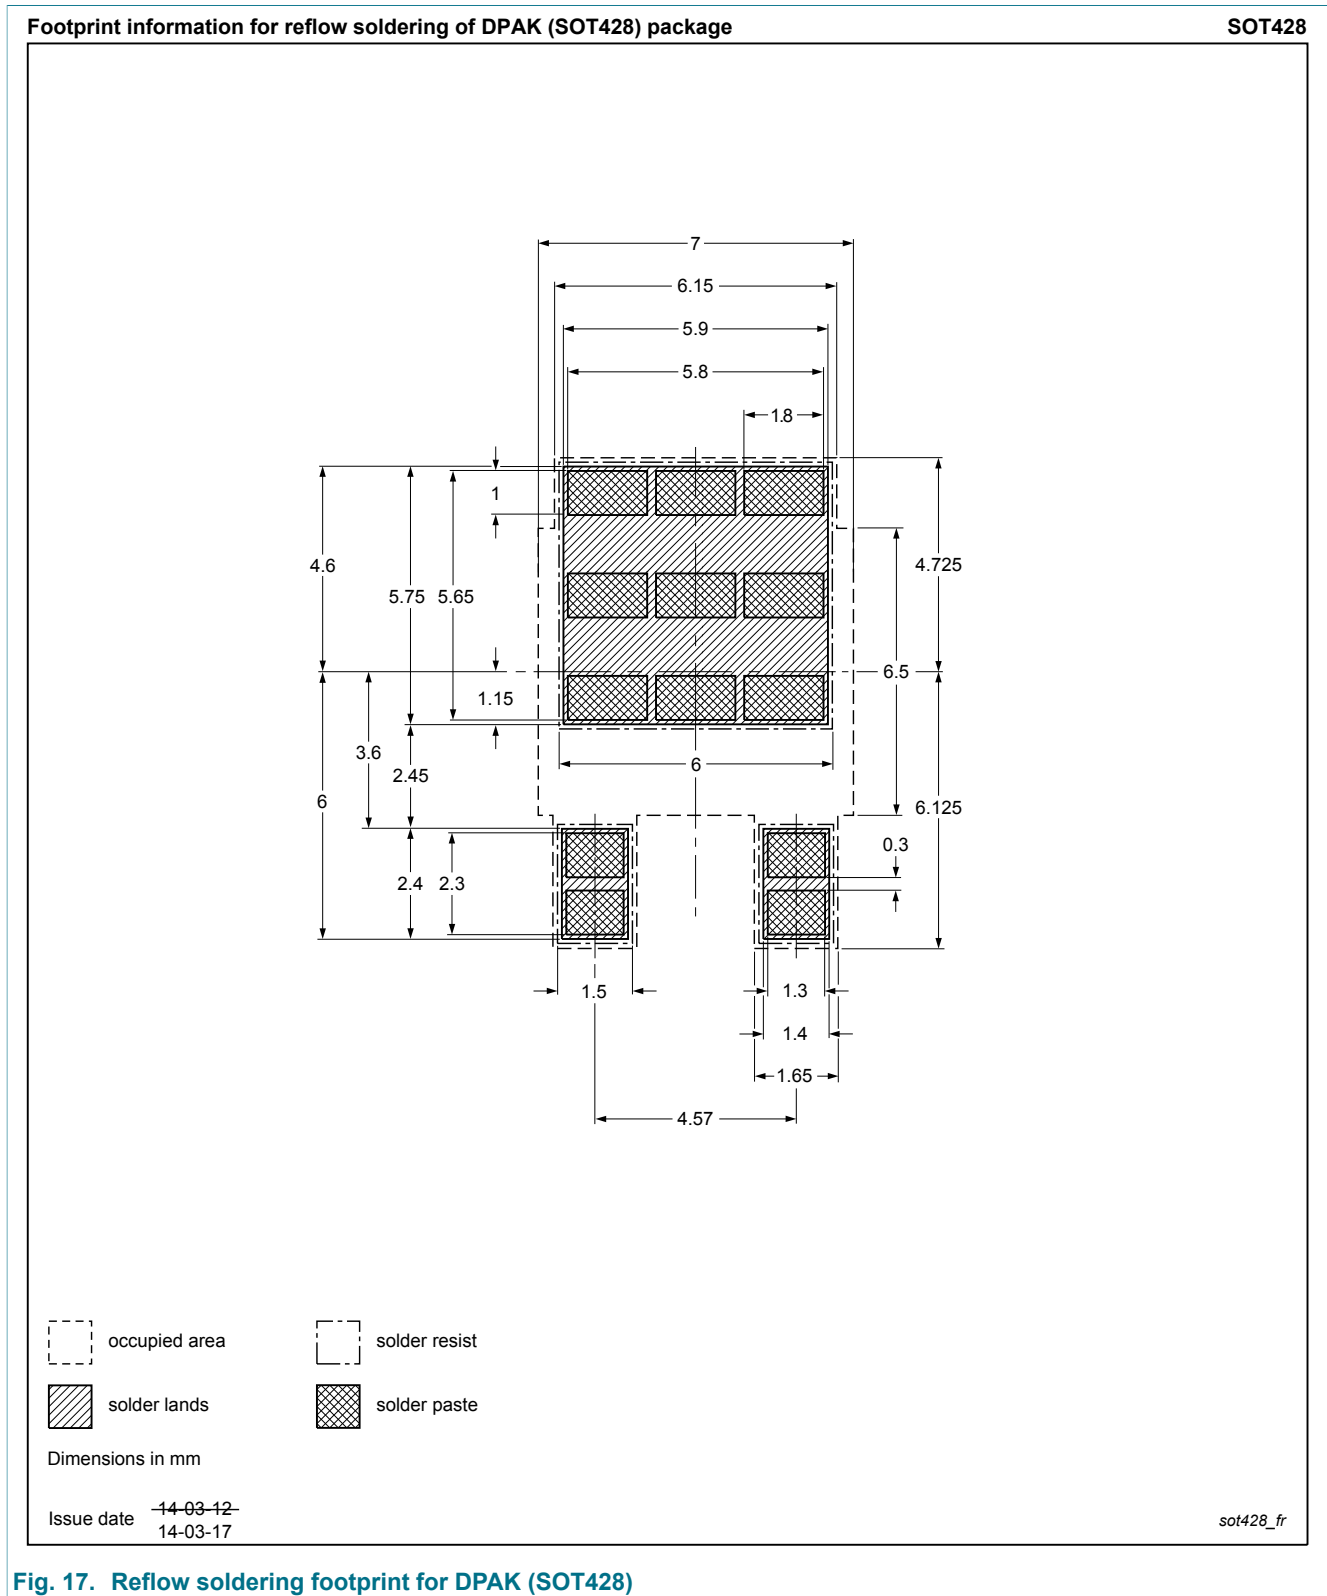 Footprint information for reflow soldering of DPAK (SOT428) package SOT428
7
6.15
5.9
5.8
1.8
1
4.6
5.75 5.65
4.725
6.5
1.15
3.6
2.45
6
6
6.125
0.3
2.4 2.3
1.5
1.3
1.4
1.65
4.57
occupied area
solder resist
solder lands
solder paste
Dimensions in mm
Issue date 14-03-12
14-03-17
sot428_fr
Fig. 17. Reflow soldering footprint for DPAK (SOT428)